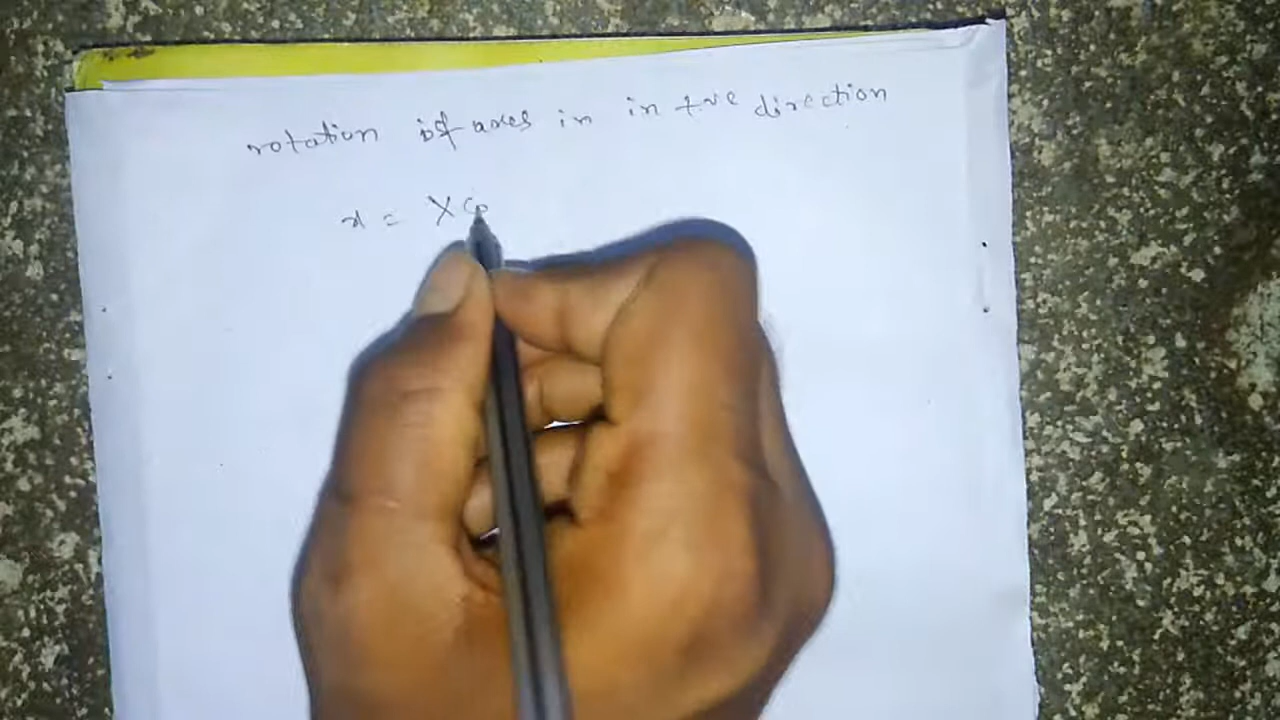 rotation of axes in in +ve direction
x = X co